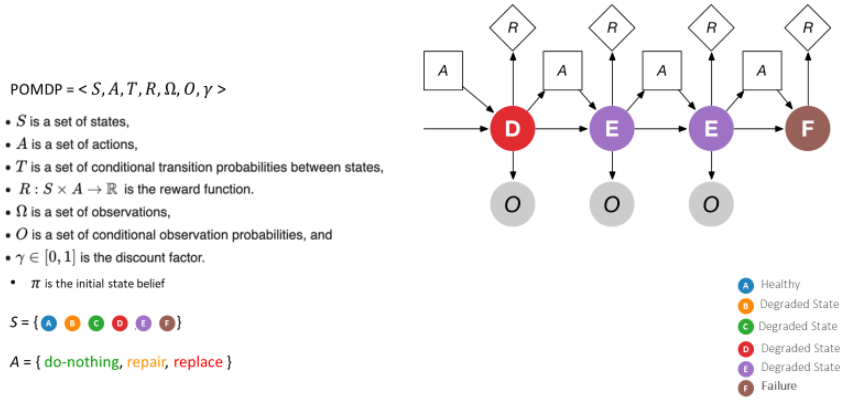 POMDP = < S, A, T, R, Ω, O, γ >
• S is a set of states,
• A is a set of actions,
• T is a set of conditional transition probabilities between states,
• R : S × A → ℝ is the reward function.
• Ω is a set of observations,
• O is a set of conditional observation probabilities, and
• γ ∈ [0, 1] is the discount factor.
• π is the initial state belief
S = { A B C D E F }
A = { do-nothing, repair, replace }
R R R R
A A A A
D E E F
O O O
A Healthy
B Degraded State
C Degraded State
D Degraded State
E Degraded State
F Failure